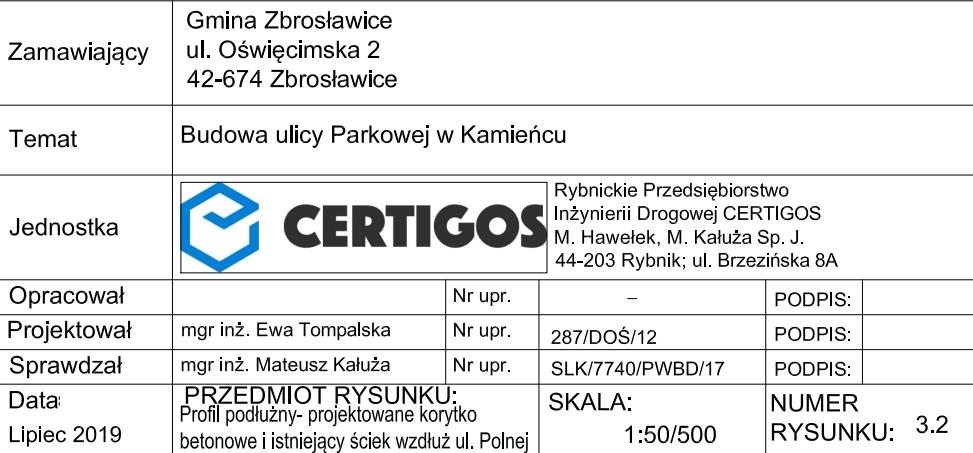 Zamawiający
Gmina Zbrosławice
ul. Oświęcimska 2
42-674 Zbrosławice
Temat
Budowa ulicy Parkowej w Kamieńcu
Jednostka
CERTIGOS
Rybnickie Przedsiębiorstwo
Inżynierii Drogowej CERTIGOS
M. Hawełek, M. Kałuża Sp. J.
44-203 Rybnik; ul. Brzezińska 8A
Opracował Nr upr. – PODPIS:
Projektował mgr inż. Ewa Tompalska Nr upr. 287/DOŚ/12 PODPIS:
Sprawdzał mgr inż. Mateusz Kałuża Nr upr. SLK/7740/PWBD/17 PODPIS:
Data:
Lipiec 2019
PRZEDMIOT RYSUNKU:
Profil podłużny- projektowane korytko
betonowe i istniejący ściek wzdłuż ul. Polnej
SKALA:
1:50/500
NUMER
RYSUNKU: 3.2